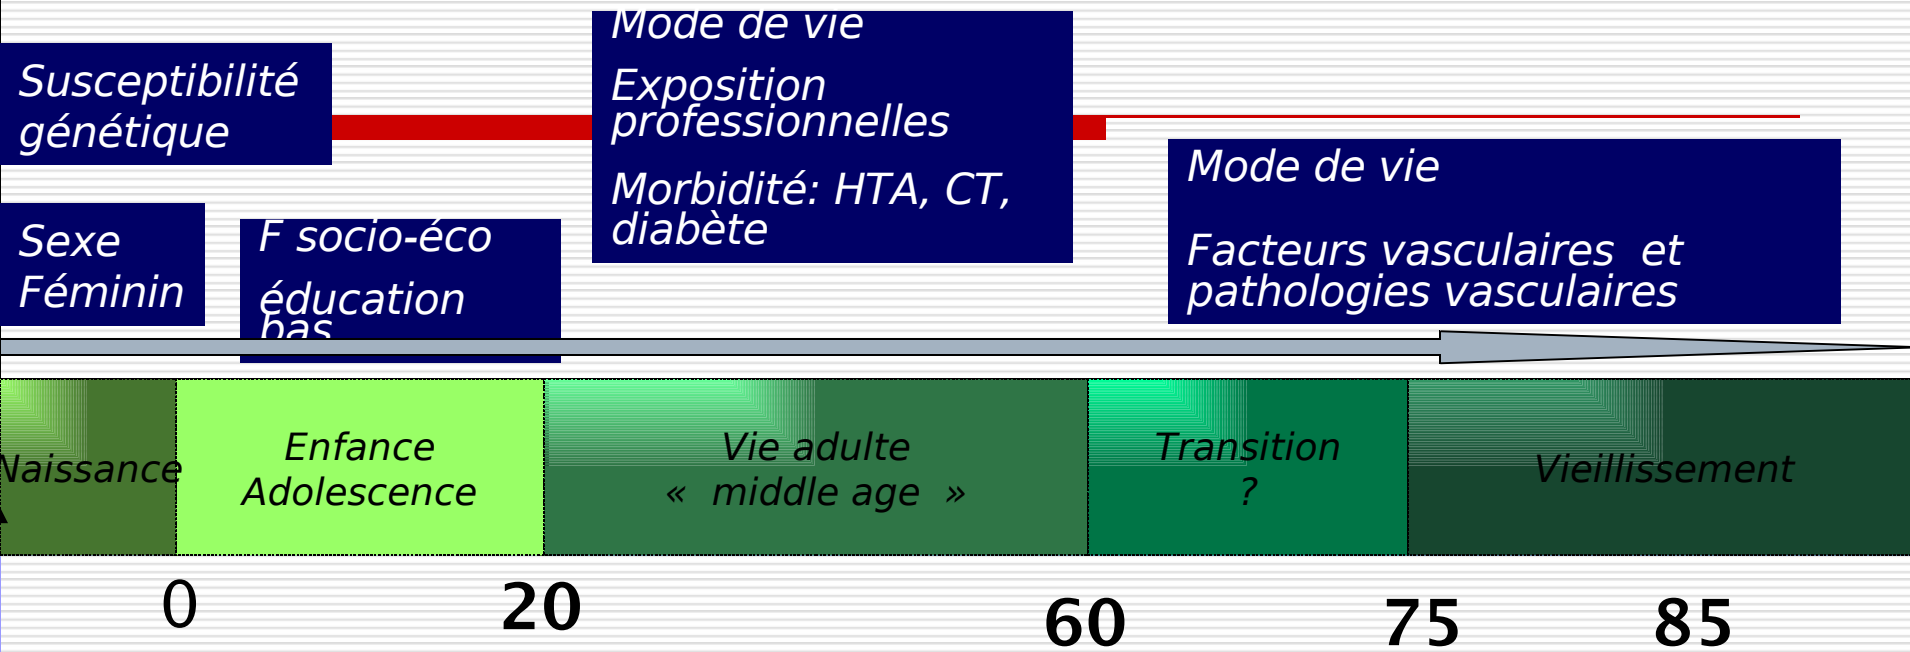 Mode de vie
Exposition
professionnelles
Morbidité: HTA, CT,
diabète
Susceptibilité
génétique
Mode de vie
Facteurs vasculaires et
pathologies vasculaires
Sexe
Féminin
F socio-éco
éducation
bas
Naissance
Enfance
Adolescence
Vie adulte
« middle age »
Transition
?
Vieillissement
0
20
60
75
85